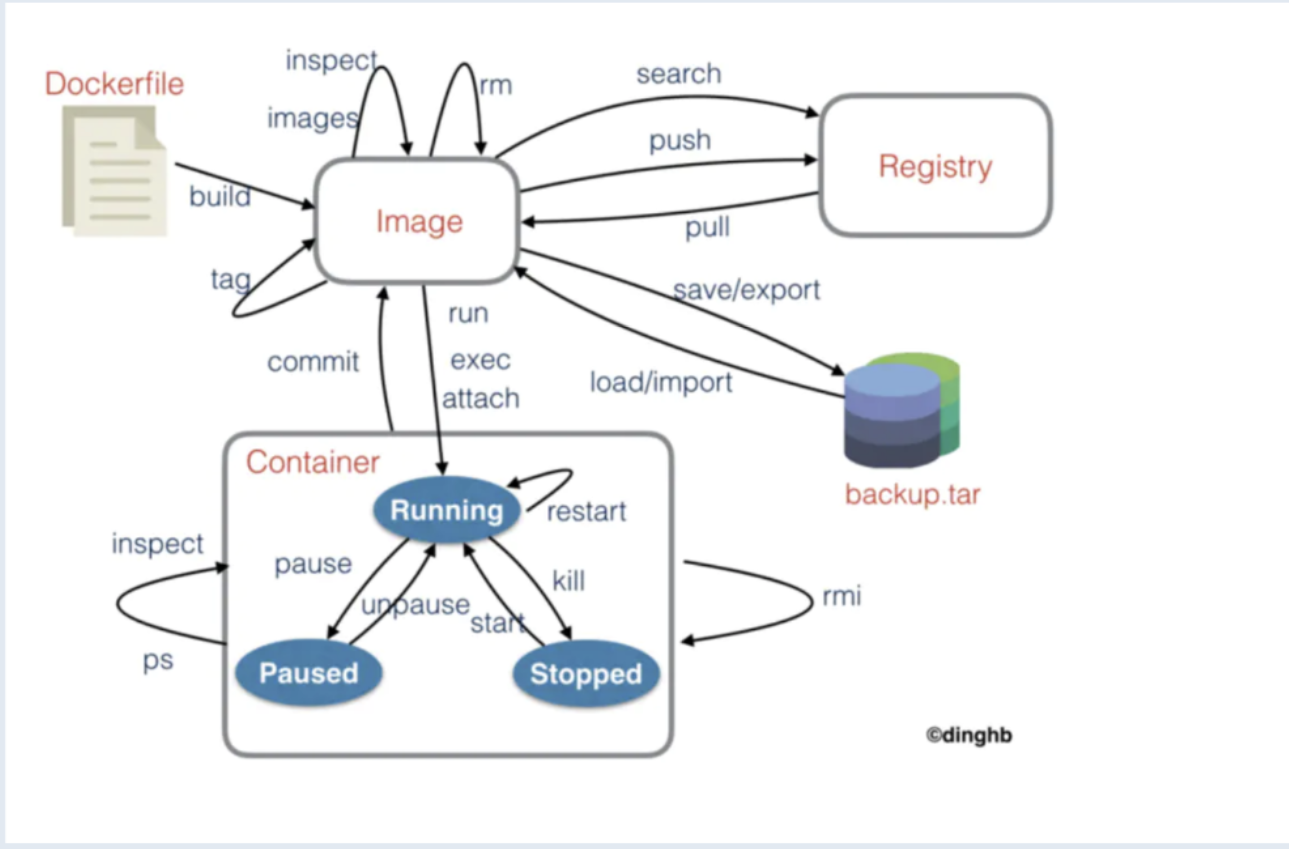 Dockerfile
inspect
images
rm
search
push
Registry
build
Image
pull
tag
save/export
run
exec
attach
commit
load/import
backup.tar
Container
Running
restart
inspect
pause
unpause
start
kill
rmi
ps
Paused
Stopped
©dinghb